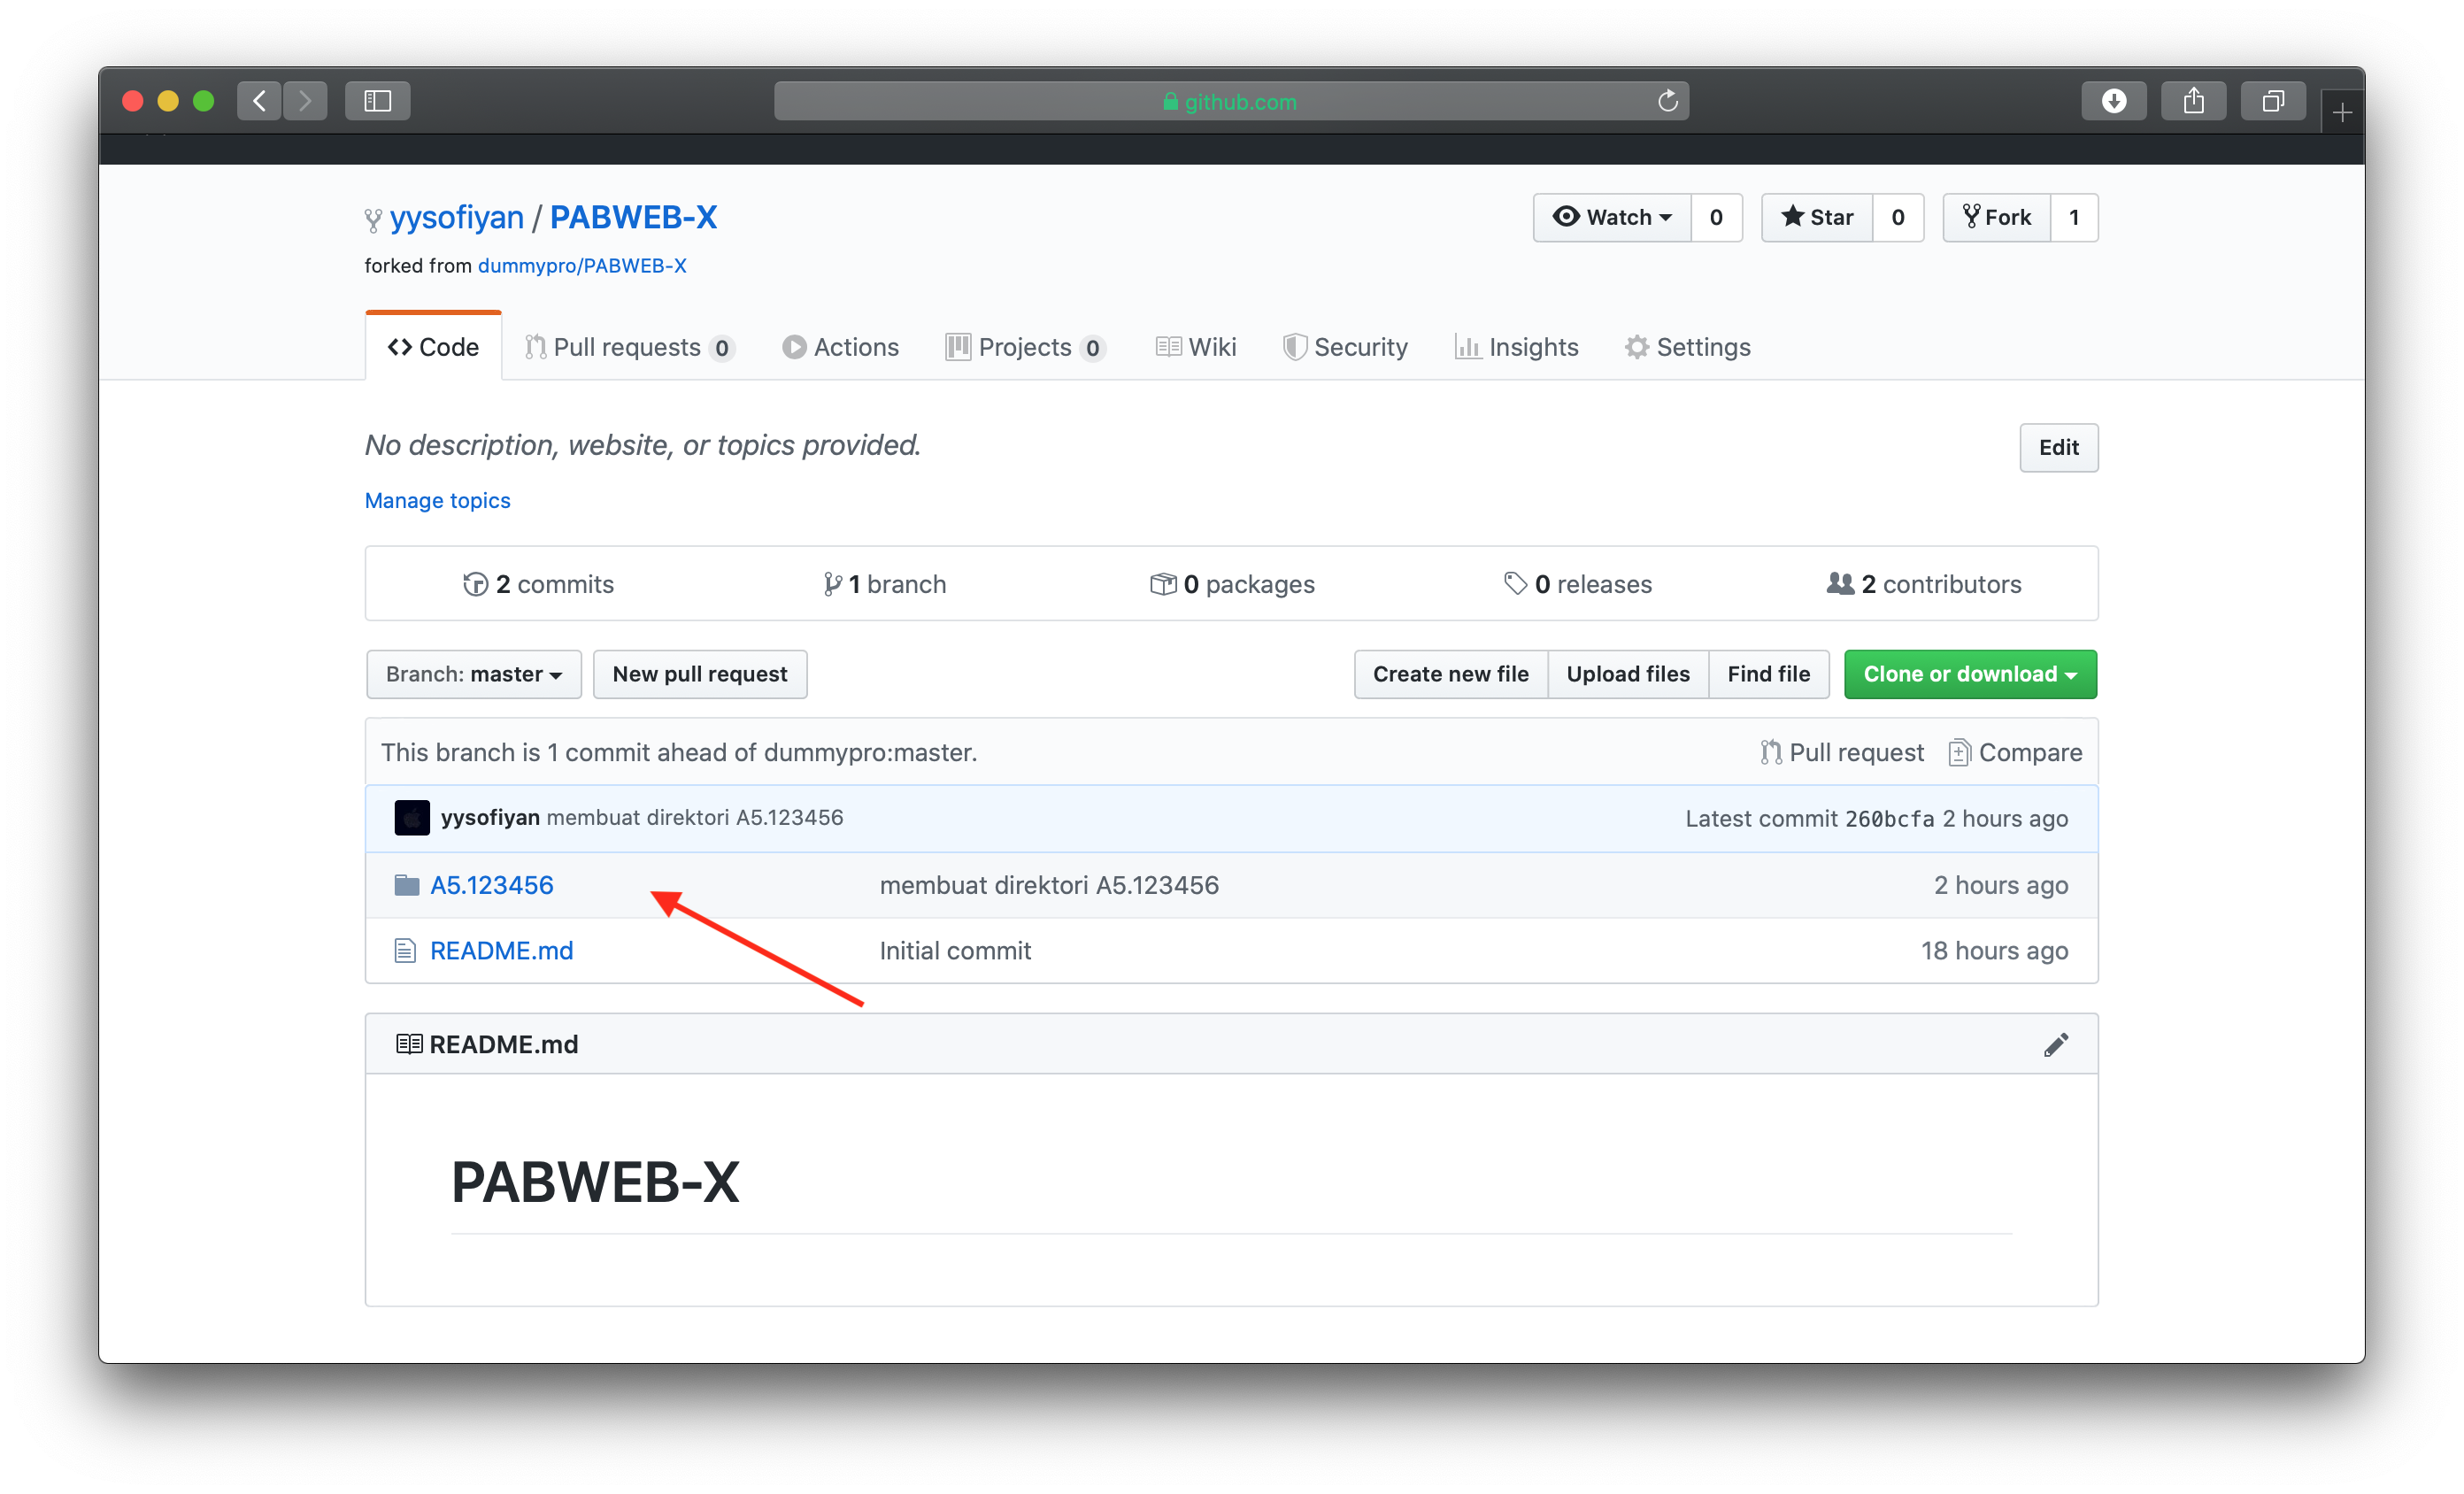 github.com
yysofiyan / PABWEB-X
Watch 0 Star 0 Fork 1
forked from dummypro/PABWEB-X
Code Pull requests 0 Actions Projects 0 Wiki Security Insights Settings
No description, website, or topics provided.
Edit
Manage topics
2 commits 1 branch 0 packages 0 releases 2 contributors
Branch: master New pull request Create new file Upload files Find file Clone or download
This branch is 1 commit ahead of dummypro:master. Pull request Compare
yysofiyan membuat direktori A5.123456 Latest commit 260bcfa 2 hours ago
A5.123456 membuat direktori A5.123456 2 hours ago
README.md Initial commit 18 hours ago
README.md
PABWEB-X